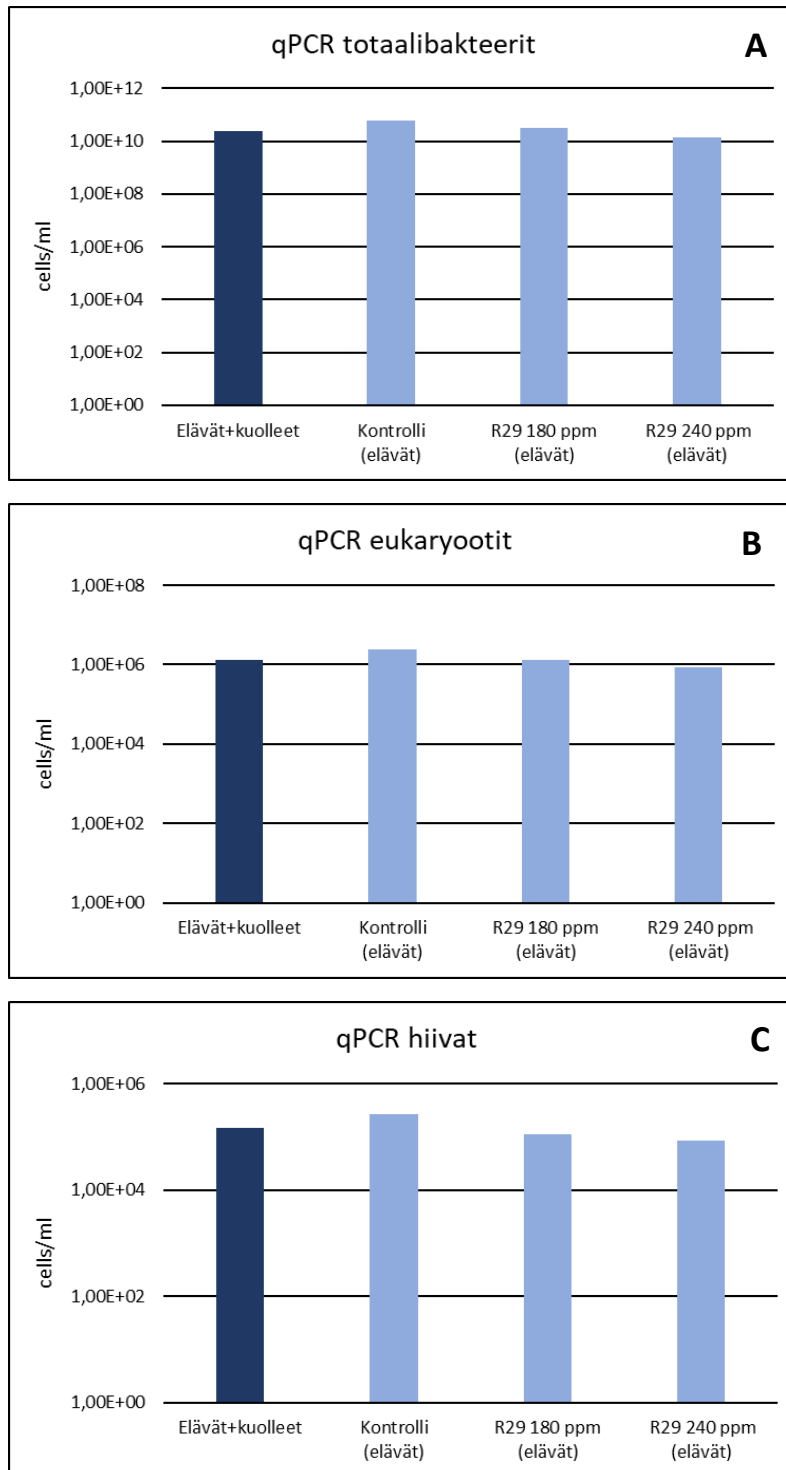 qPCR totaalibakteerit
A
1,00E+12
1,00E+10
1,00E+08
1,00E+06
1,00E+04
1,00E+02
1,00E+00
cells/ml
Elävät+kuolleet
Kontrolli
(elävät)
R29 180 ppm
(elävät)
R29 240 ppm
(elävät)
qPCR eukaryootit
B
1,00E+08
1,00E+06
1,00E+04
1,00E+02
1,00E+00
cells/ml
Elävät+kuolleet
Kontrolli
(elävät)
R29 180 ppm
(elävät)
R29 240 ppm
(elävät)
qPCR hiivat
C
1,00E+06
1,00E+04
1,00E+02
1,00E+00
cells/ml
Elävät+kuolleet
Kontrolli
(elävät)
R29 180 ppm
(elävät)
R29 240 ppm
(elävät)